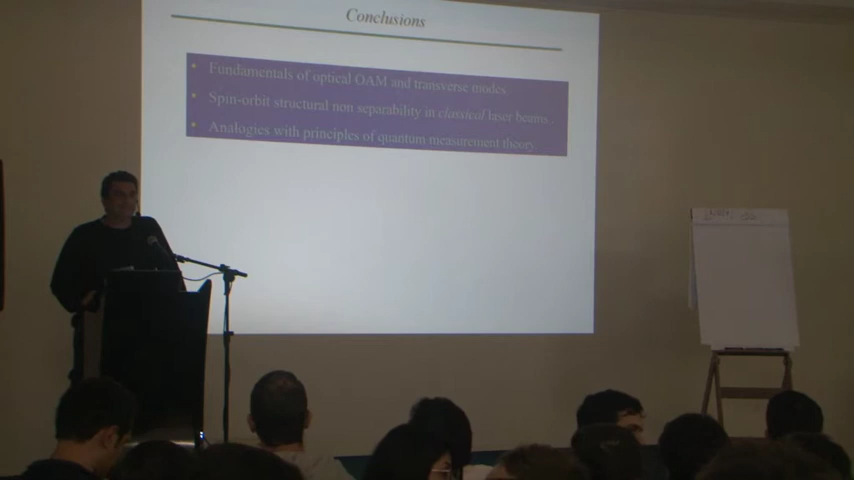 Conclusions
• Fundamentals of optical OAM and transverse modes.
• Spin-orbit structural non separability in classical laser beams.
• Analogies with principles of quantum measurement theory